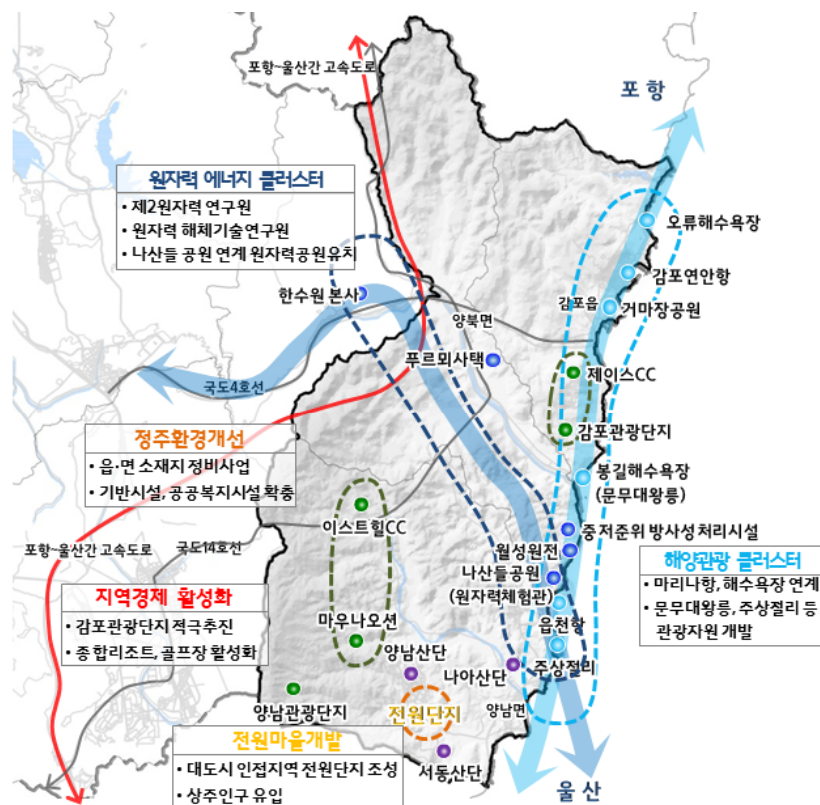 포항~울산간 고속도로
포 항
원자력 에너지 클러스터
• 제2원자력 연구원
• 원자력 해체기술연구원
• 나산들 공원 연계 원자력공원유치
오류해수욕장
감포연안항
한수원 본사
감포읍
거마장공원
양북면
푸르뫼사택
제이스CC
국도4호선
감포관광단지
정주환경개선
• 읍·면 소재지 정비사업
• 기반시설, 공공복지시설 확충
봉길해수욕장
(문무대왕릉)
이스트힐CC
중저준위 방사성처리시설
포항~울산간 고속도로
국도14호선
월성원전
나산들공원
(원자력체험관)
해양관광 클러스터
• 마리나항, 해수욕장 연계
• 문무대왕릉, 주상절리 등
관광자원 개발
지역경제 활성화
• 감포관광단지 적극추진
• 종합리조트, 골프장 활성화
읍천항
마우나오션
주상절리
양남산단
나아산단
양남관광단지
전원단지
양남면
전원마을개발
• 대도시 인접지역 전원단지 조성
• 상주인구 유입
서동산단
울 산